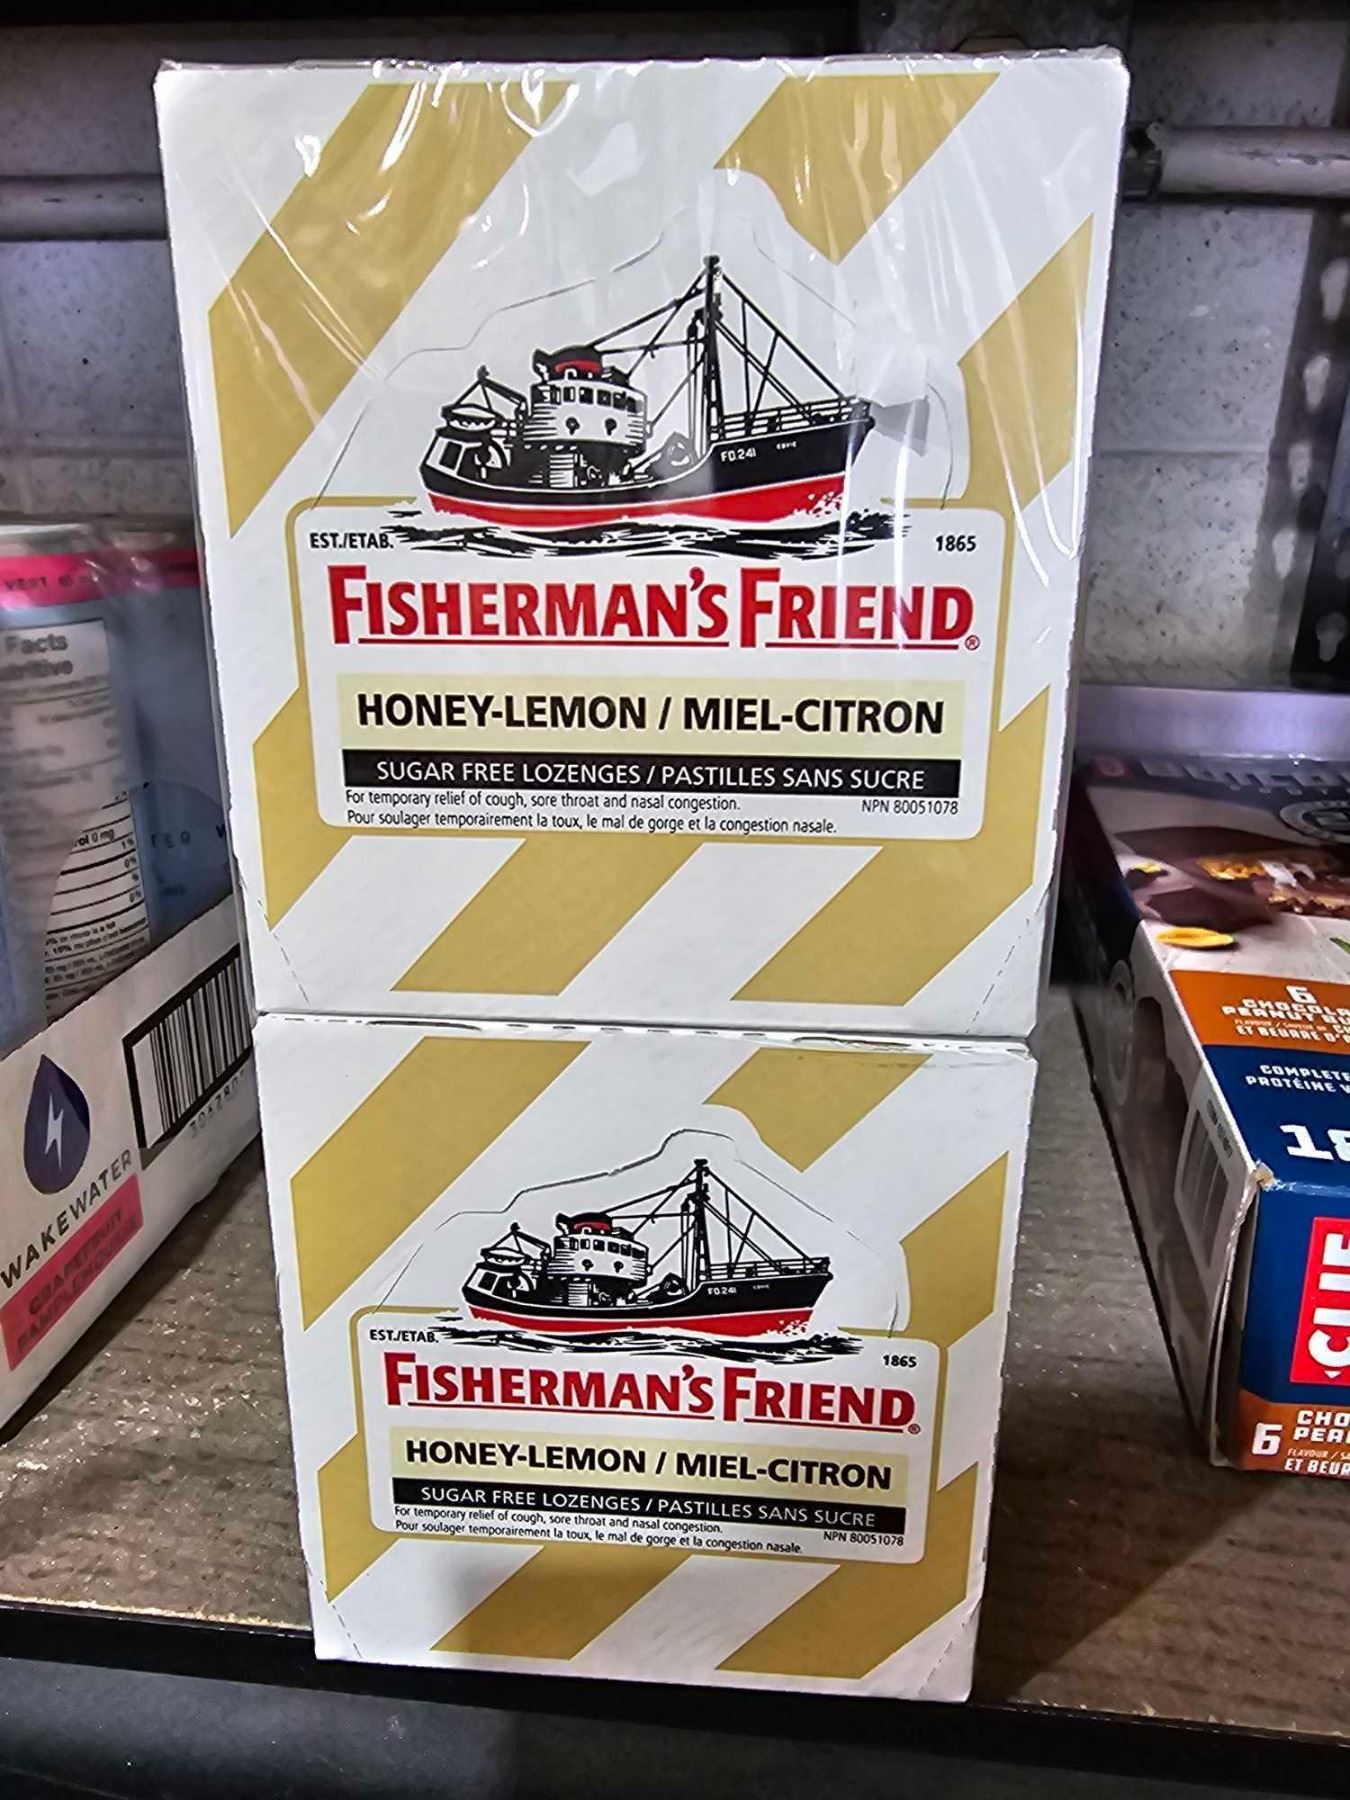 FD.241
EST./ETAB.
1865
FISHERMAN'S FRIEND®
HONEY-LEMON / MIEL-CITRON
SUGAR FREE LOZENGES / PASTILLES SANS SUCRE
For temporary relief of cough, sore throat and nasal congestion.
NPN 80051078
Pour soulager temporairement la toux, le mal de gorge et la congestion nasale.
FD.241
EST./ETAB.
1865
FISHERMAN'S FRIEND®
HONEY-LEMON / MIEL-CITRON
SUGAR FREE LOZENGES / PASTILLES SANS SUCRE
For temporary relief of cough, sore throat and nasal congestion.
NPN 80051078
Pour soulager temporairement la toux, le mal de gorge et la congestion nasale.
Facts
WAKEWATER
6
COMPLETE
PROTÉINE
6
FLAVOUR /